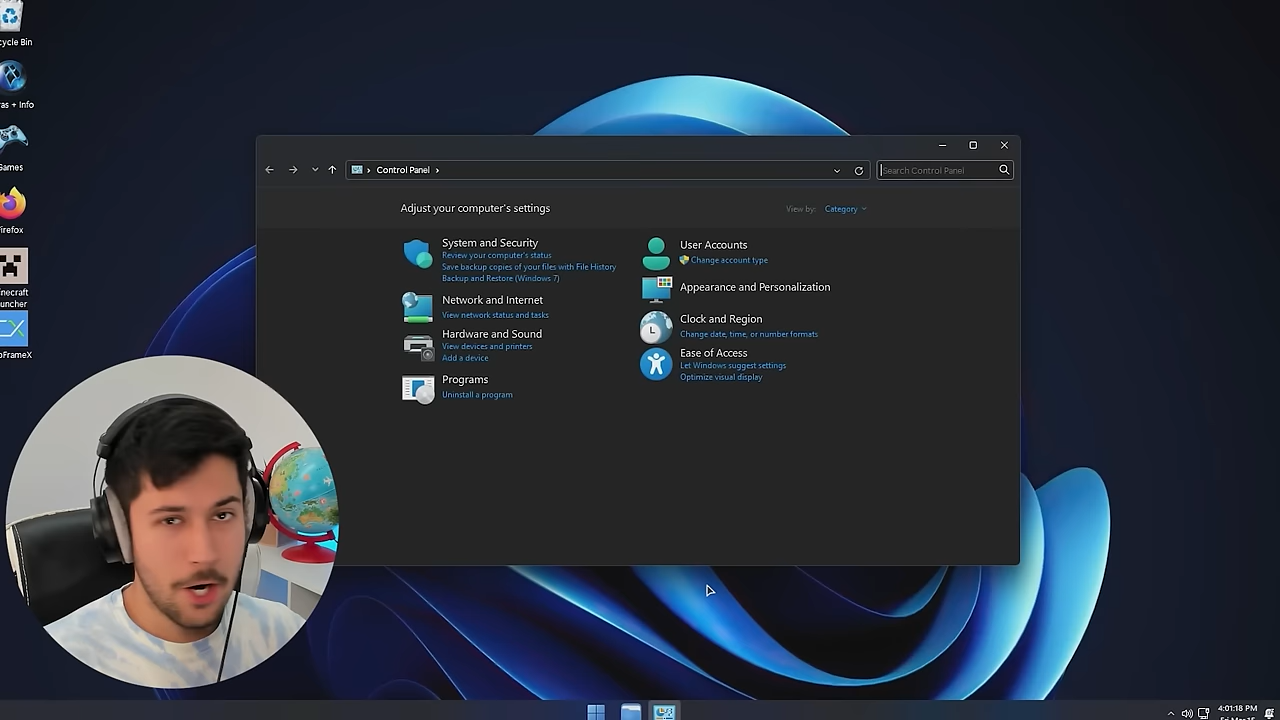 cycle Bin
as + Info
Games
irefox
inecraft
uncher
oFrameX
Control Panel
Search Control Panel
Adjust your computer's settings
View by: Category
System and Security
Review your computer's status
Save backup copies of your files with File History
Backup and Restore (Windows 7)
Network and Internet
View network status and tasks
Hardware and Sound
View devices and printers
Add a device
Programs
Uninstall a program
User Accounts
Change account type
Appearance and Personalization
Clock and Region
Change date, time, or number formats
Ease of Access
Let Windows suggest settings
Optimize visual display
4:01:18 PM